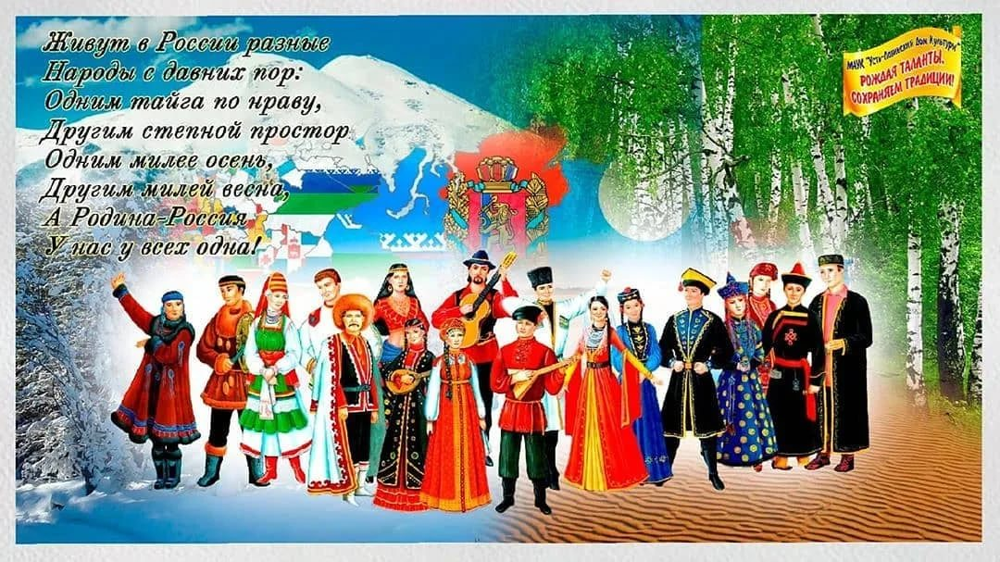 Живут в России разные
Народы с давних пор:
Одним тайга по нраву,
Другим степной простор.
Одним милее осень,
Другим милей весна,
А Родина-Россия
У нас у всех одна!
МАУК "Усть-Пашинский Дом Культуры"
РОЖДАЯ ТАЛАНТЫ,
СОХРАНЯЕМ ТРАДИЦИИ!